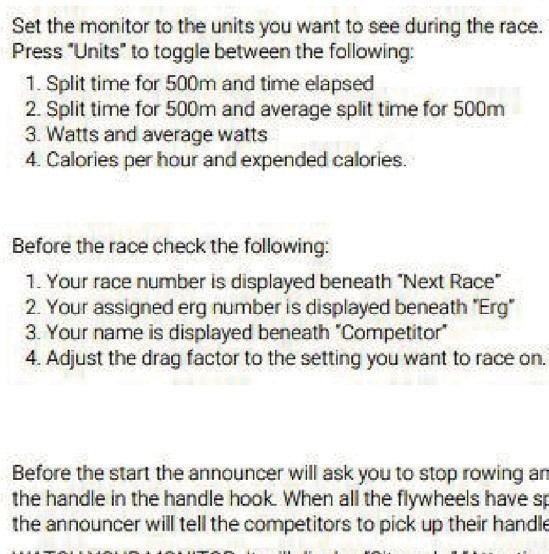 Set the monitor to the units you want to see during the race.
Press "Units" to toggle between the following:
1. Split time for 500m and time elapsed
2. Split time for 500m and average split time for 500m
3. Watts and average watts
4. Calories per hour and expended calories.
Before the race check the following:
1. Your race number is displayed beneath "Next Race"
2. Your assigned erg number is displayed beneath "Erg"
3. Your name is displayed beneath "Competitor"
4. Adjust the drag factor to the setting you want to race on.
Before the start the announcer will ask you to stop rowing
the handle in the handle hook. When all the flywheels have
the announcer will tell the competitors to pick up their
WATCH YOUR MONITOR